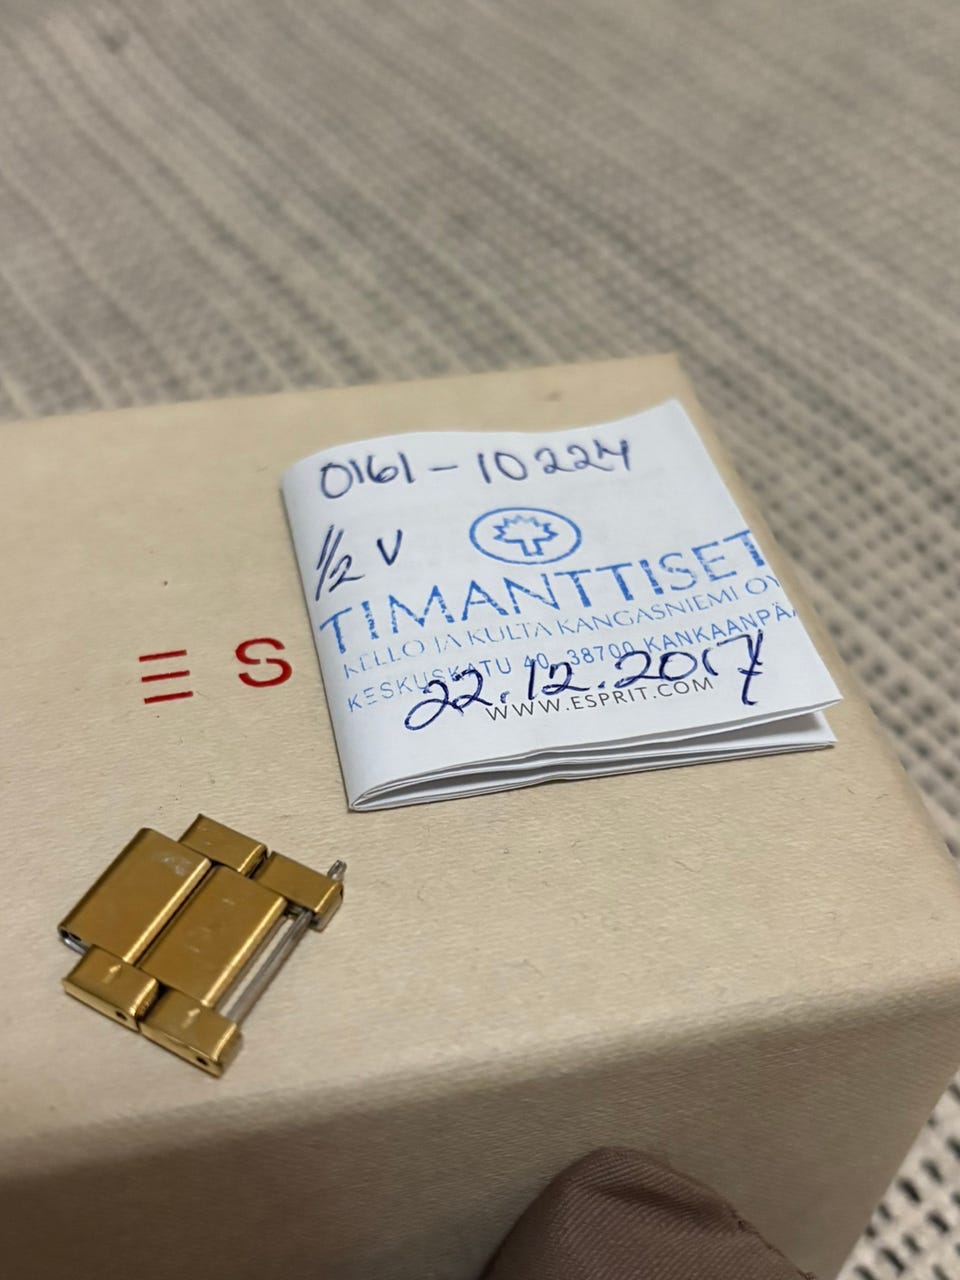 0161-10224
1/2 V
TIMANTTISET
KELLO JA KULTA KANGASNIEMI OY
KESKUSKATU 40, 38700 KANKAANPÄÄ
22.12.2017
WWW.ESPRIT.COM
ES